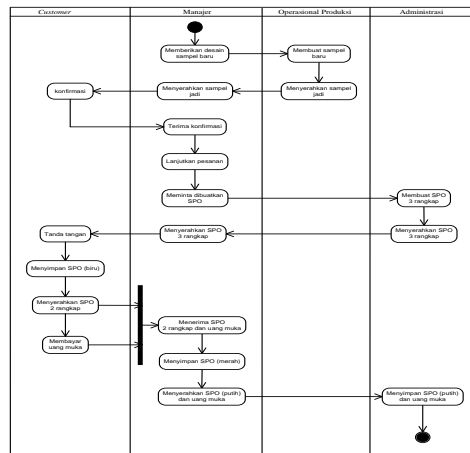 Customer
Manajer
Operasional Produksi
Administrasi
Memberikan desain
sampel baru
Membuat sampel
baru
konfirmasi
Menyerahkan sampel
jadi
Menyerahkan sampel
jadi
Terima konfirmasi
Lanjutkan pesanan
Meminta dibuatkan
SPO
Membuat SPO
3 rangkap
Tanda tangan
Menyerahkan SPO
3 rangkap
Menyerahkan SPO
3 rangkap
Menyimpan SPO (biru)
Menyerahkan SPO
2 rangkap
Membayar
uang muka
Menerima SPO
2 rangkap dan uang muka
Menyimpan SPO (merah)
Menyerahkan SPO (putih)
dan uang muka
Menyimpan SPO (putih)
dan uang muka